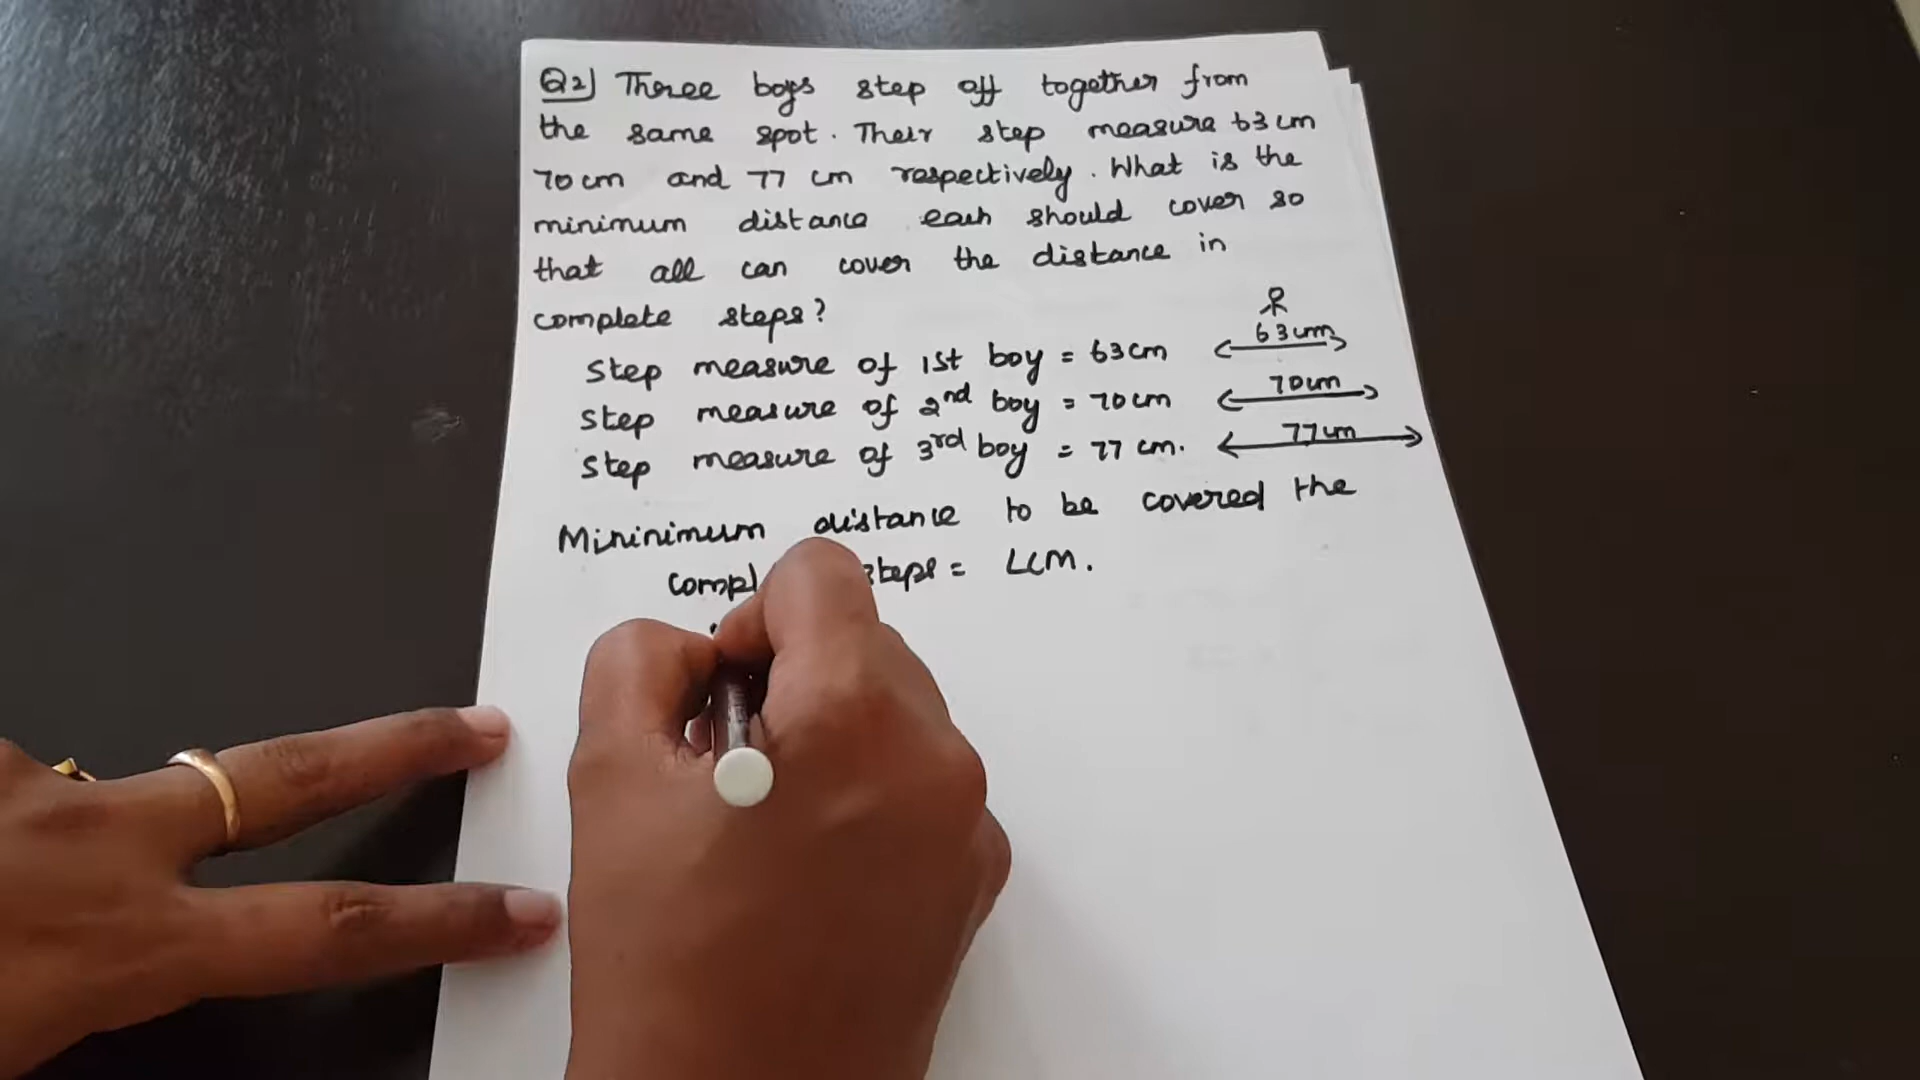 Q2) Three boys step off together from
the same spot. Their step measure 63 cm
70 cm and 77 cm respectively. What is the
minimum distance each should cover so
that all can cover the distance in
complete steps?
Step measure of 1st boy = 63 cm
63 cm
Step measure of 2nd boy = 70 cm
70 cm
Step measure of 3rd boy = 77 cm.
77 cm
Mininimum distance to be covered the
compl steps = LCM.